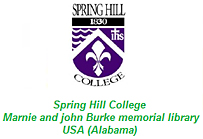 SPRING HILL
1830
ihs
COLLEGE
Spring Hill College
Marnie and john Burke memorial library
USA (Alabama)